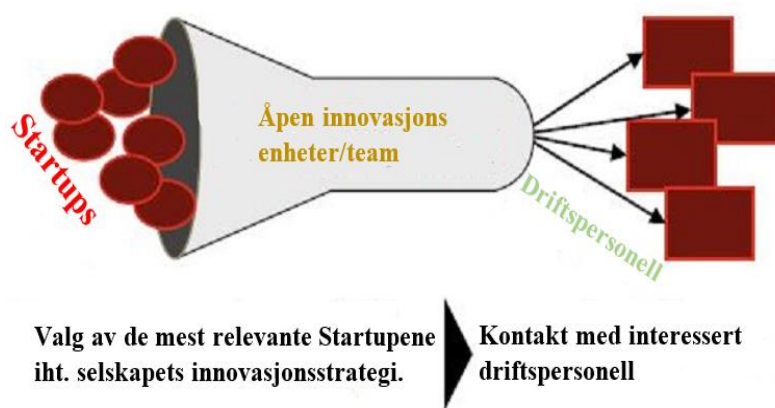 Startups
Åpen innovasjons
enheter/team
Driftspersonell
Valg av de mest relevante Startupene
iht. selskapets innovasjonsstrategi.
Kontakt med interessert
driftspersonell